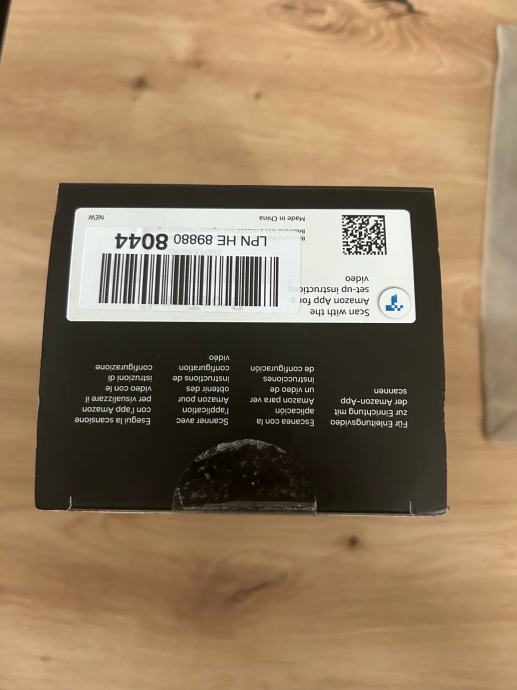 Für Einleitungsvideo
zur Einrichtung mit
der Amazon-App
scannen
Escanea con la
aplicación
Amazon para ver
un vídeo de
instrucciones
de configuración
Scanner avec
l'application
Amazon pour
obtenir des
instructions de
configuration
vidéo
Esegui la scansione
con l'app Amazon
per visualizzare il
video con le
istruzioni di
configurazione
Scan with the
Amazon App for
set-up instructions
video
LPN HE 89880 8044
Made in China
NEW